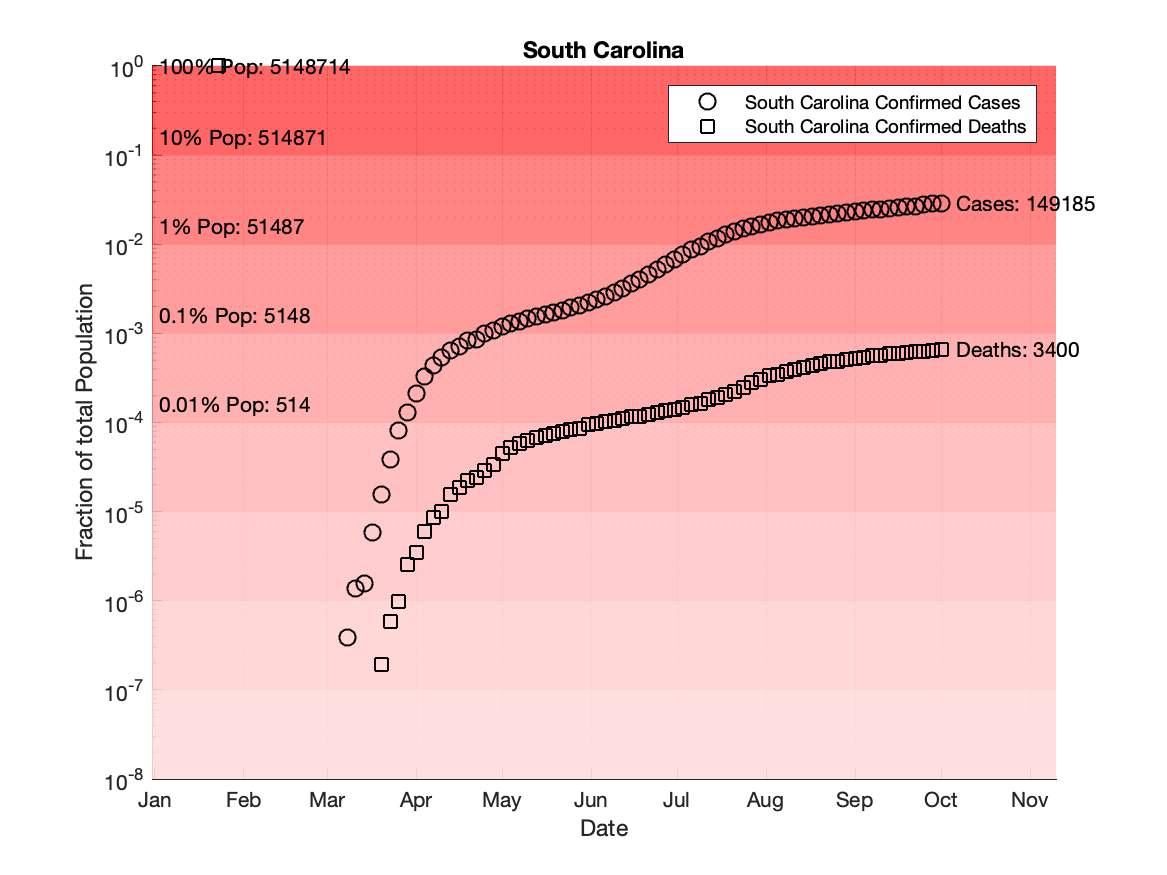 South Carolina
10^0
100% Pop: 5148714
South Carolina Confirmed Cases
South Carolina Confirmed Deaths
10% Pop: 514871
10^-1
Cases: 149185
1% Pop: 51487
10^-2
0.1% Pop: 5148
10^-3
Deaths: 3400
0.01% Pop: 514
10^-4
10^-5
10^-6
10^-7
10^-8
Fraction of total Population
Jan Feb Mar Apr May Jun Jul Aug Sep Oct Nov
Date